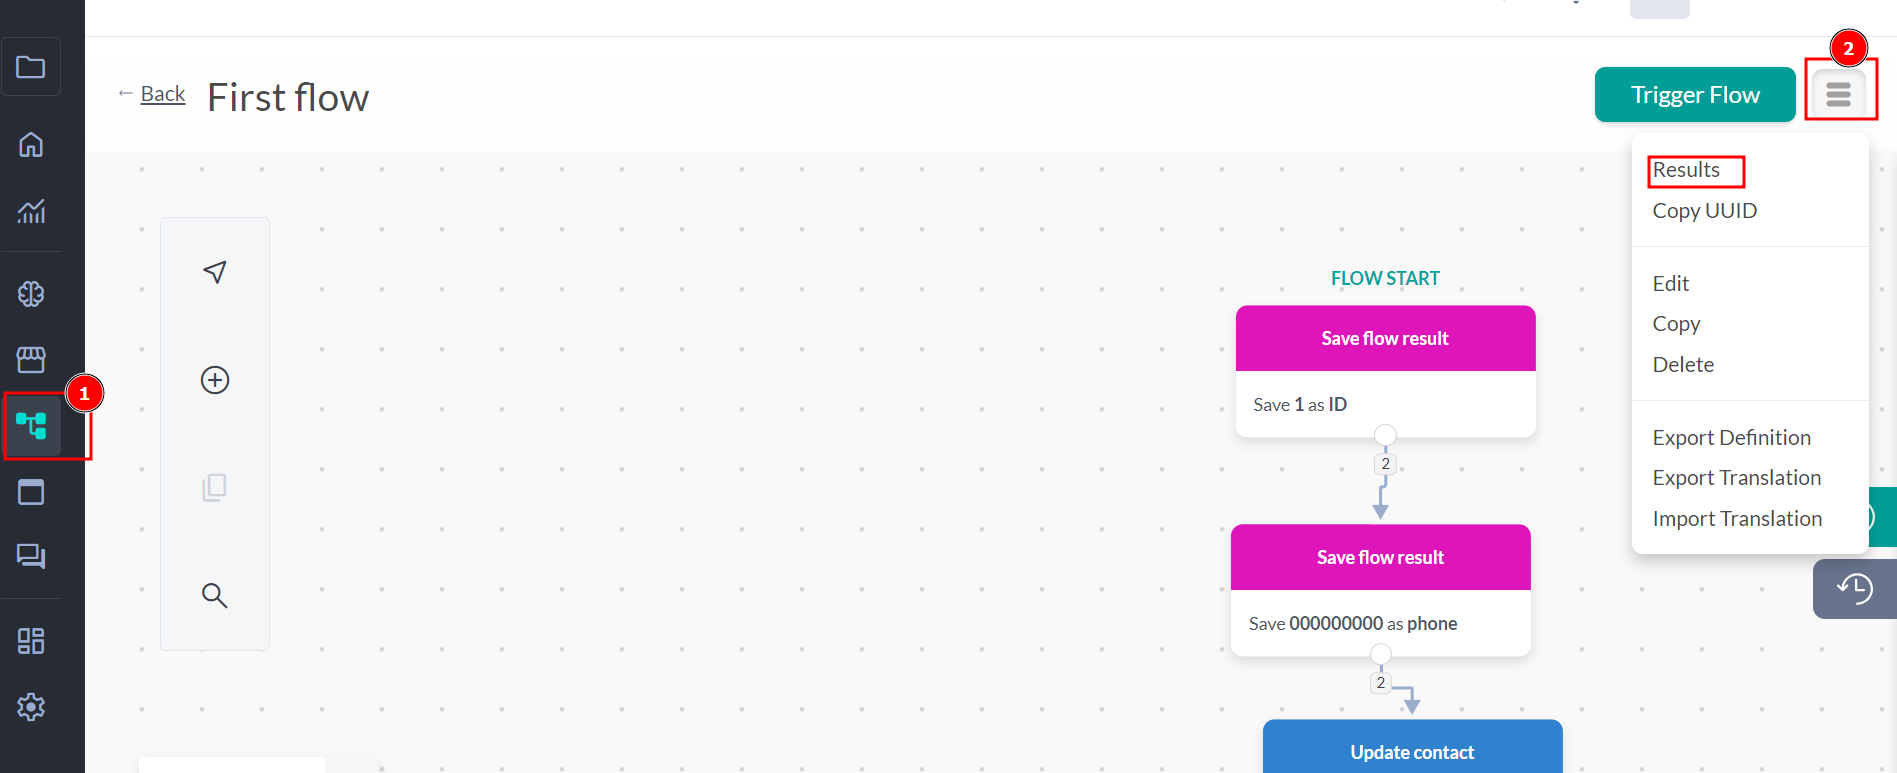 2
← Back First flow
Trigger Flow
Results
Copy UUID
Edit
Copy
Delete
Export Definition
Export Translation
Import Translation
1
FLOW START
Save flow result
Save 1 as ID
2
Save flow result
Save 000000000 as phone
2
Update contact